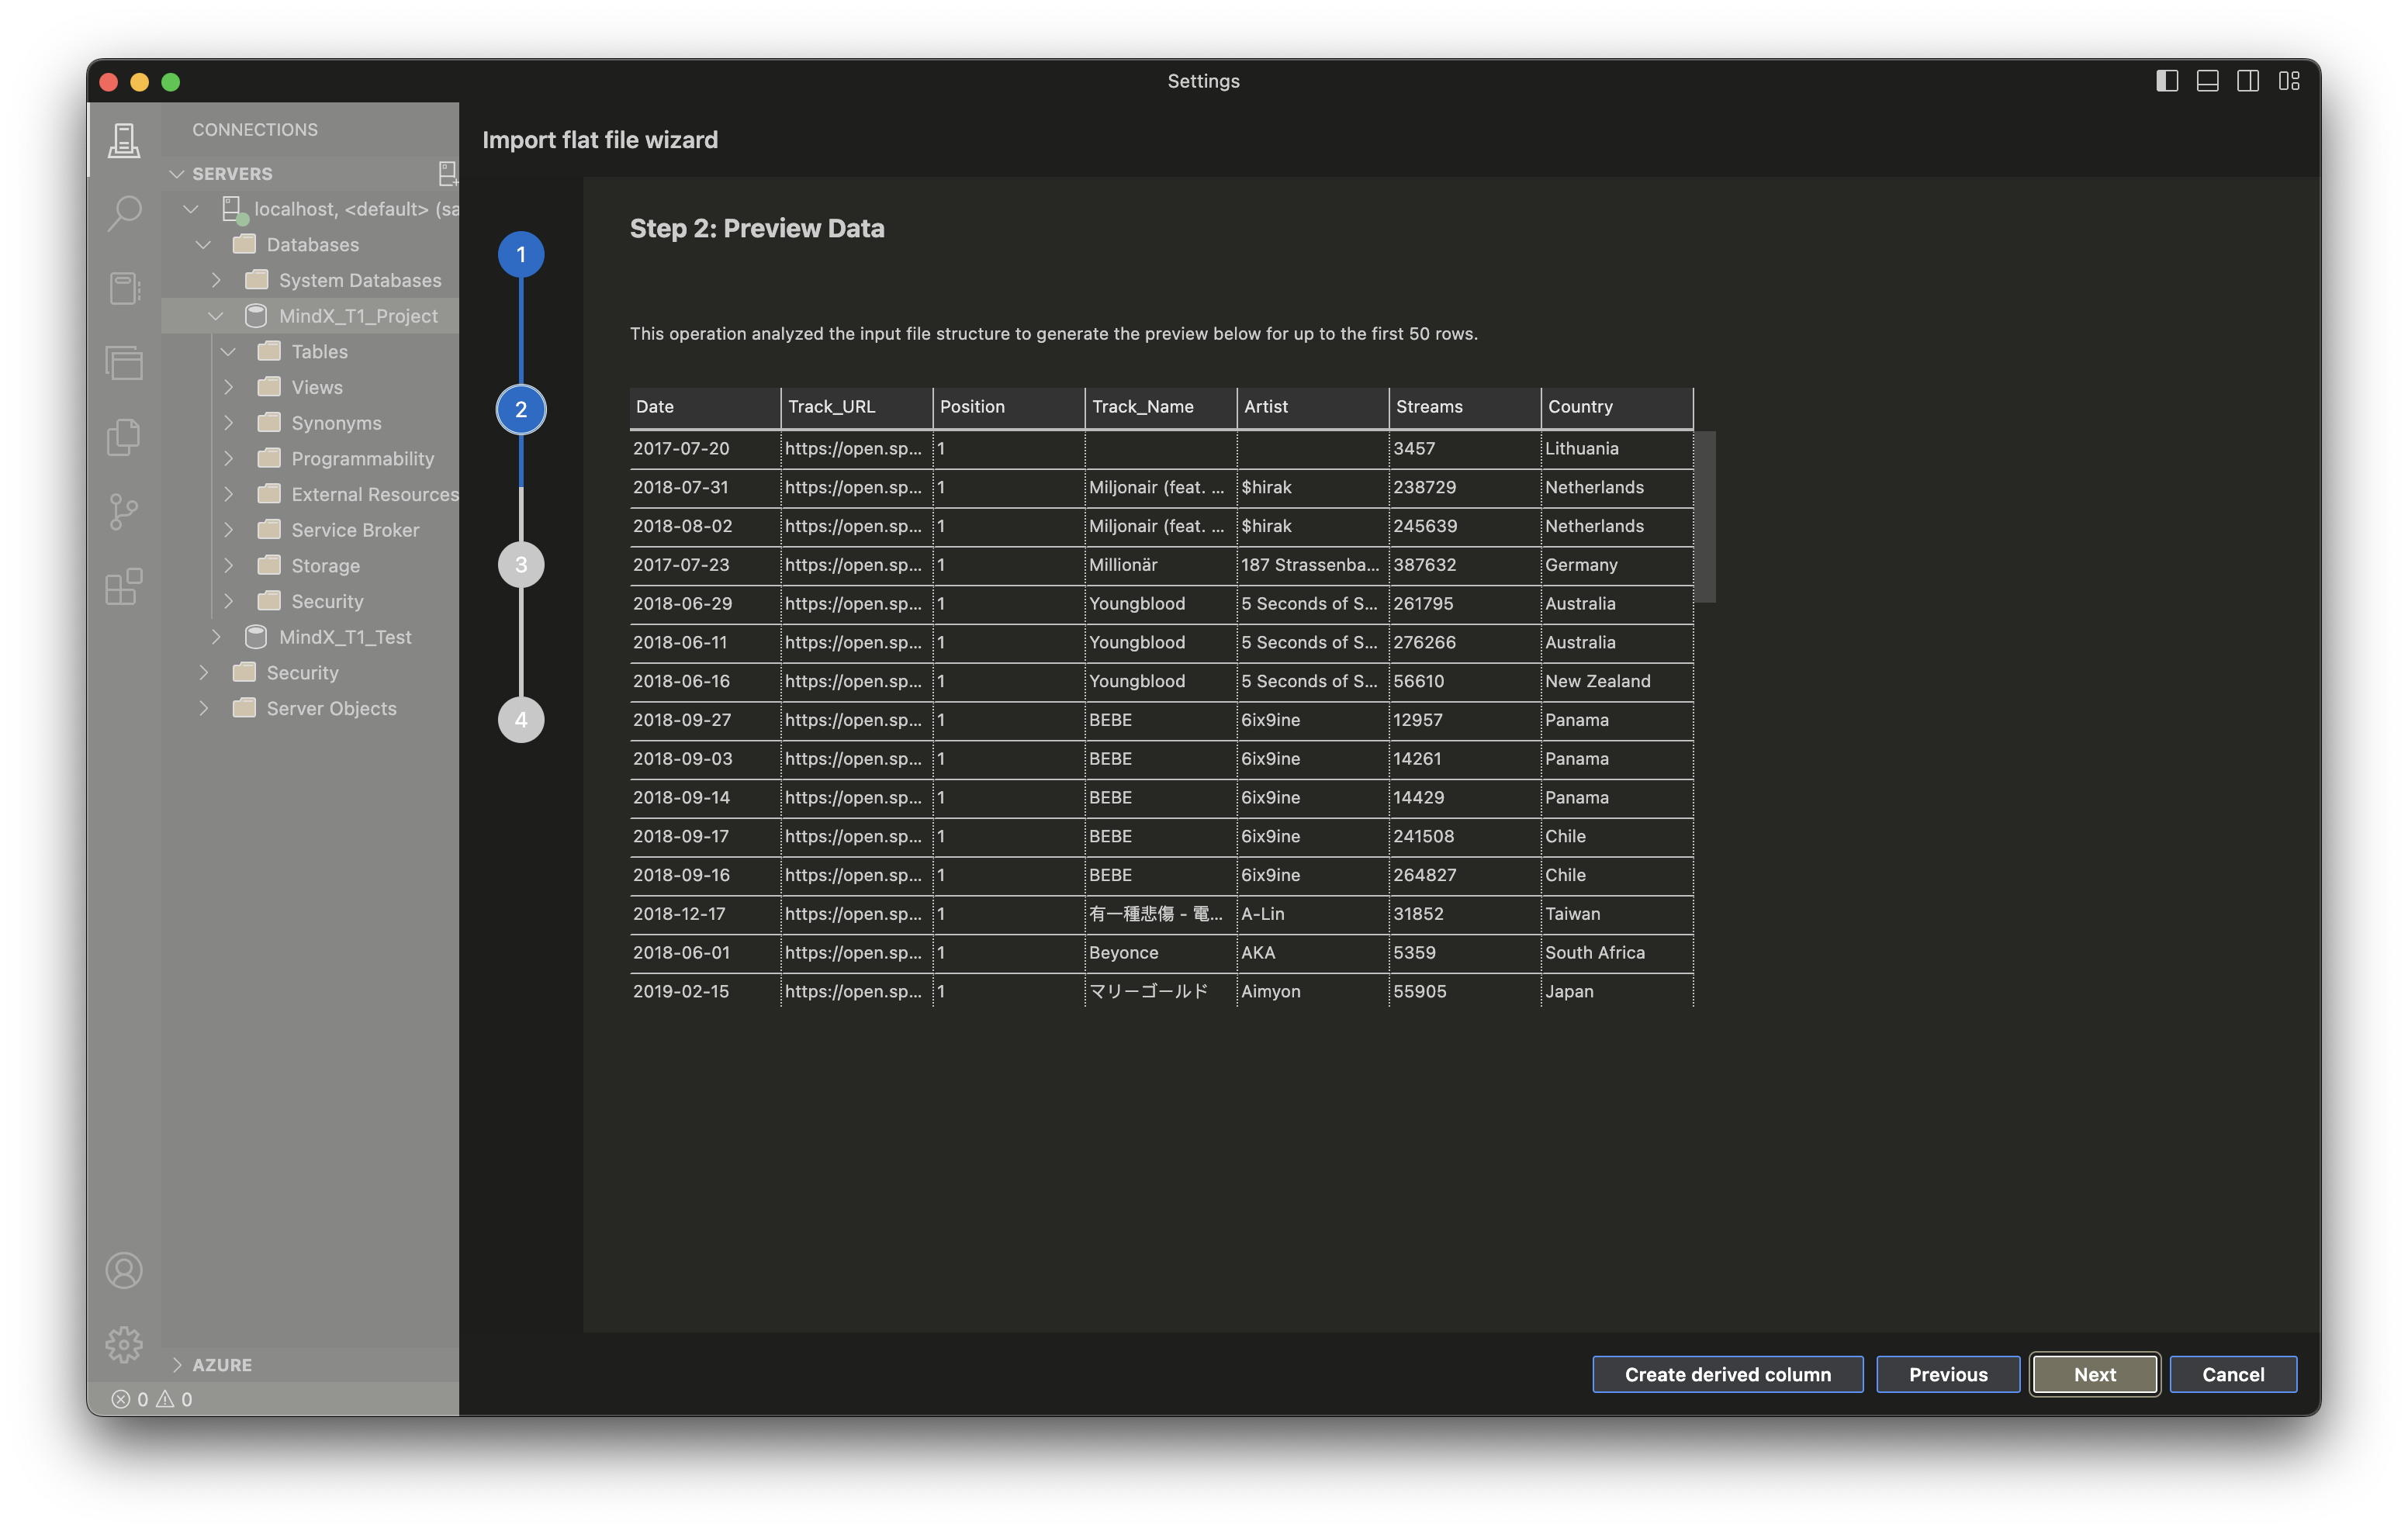 Settings
CONNECTIONS
SERVERS
localhost, <default> (sa
Databases
System Databases
MindX_T1_Project
Tables
Views
Synonyms
Programmability
External Resources
Service Broker
Storage
Security
MindX_T1_Test
Security
Server Objects
AZURE
0 0
Import flat file wizard
1
2
3
4
Step 2: Preview Data
This operation analyzed the input file structure to generate the preview below for up to the first 50 rows.
Date Track_URL Position Track_Name Artist Streams Country
2017-07-20 https://open.sp... 1 3457 Lithuania
2018-07-31 https://open.sp... 1 Miljonair (feat. ... $hirak 238729 Netherlands
2018-08-02 https://open.sp... 1 Miljonair (feat. ... $hirak 245639 Netherlands
2017-07-23 https://open.sp... 1 Millionär 187 Strassenba... 387632 Germany
2018-06-29 https://open.sp... 1 Youngblood 5 Seconds of S... 261795 Australia
2018-06-11 https://open.sp... 1 Youngblood 5 Seconds of S... 276266 Australia
2018-06-16 https://open.sp... 1 Youngblood 5 Seconds of S... 56610 New Zealand
2018-09-27 https://open.sp... 1 BEBE 6ix9ine 12957 Panama
2018-09-03 https://open.sp... 1 BEBE 6ix9ine 14261 Panama
2018-09-14 https://open.sp... 1 BEBE 6ix9ine 14429 Panama
2018-09-17 https://open.sp... 1 BEBE 6ix9ine 241508 Chile
2018-09-16 https://open.sp... 1 BEBE 6ix9ine 264827 Chile
2018-12-17 https://open.sp... 1 有一種悲傷 - 電... A-Lin 31852 Taiwan
2018-06-01 https://open.sp... 1 Beyonce AKA 5359 South Africa
2019-02-15 https://open.sp... 1 マリーゴールド Aimyon 55905 Japan
Create derived column Previous Next Cancel